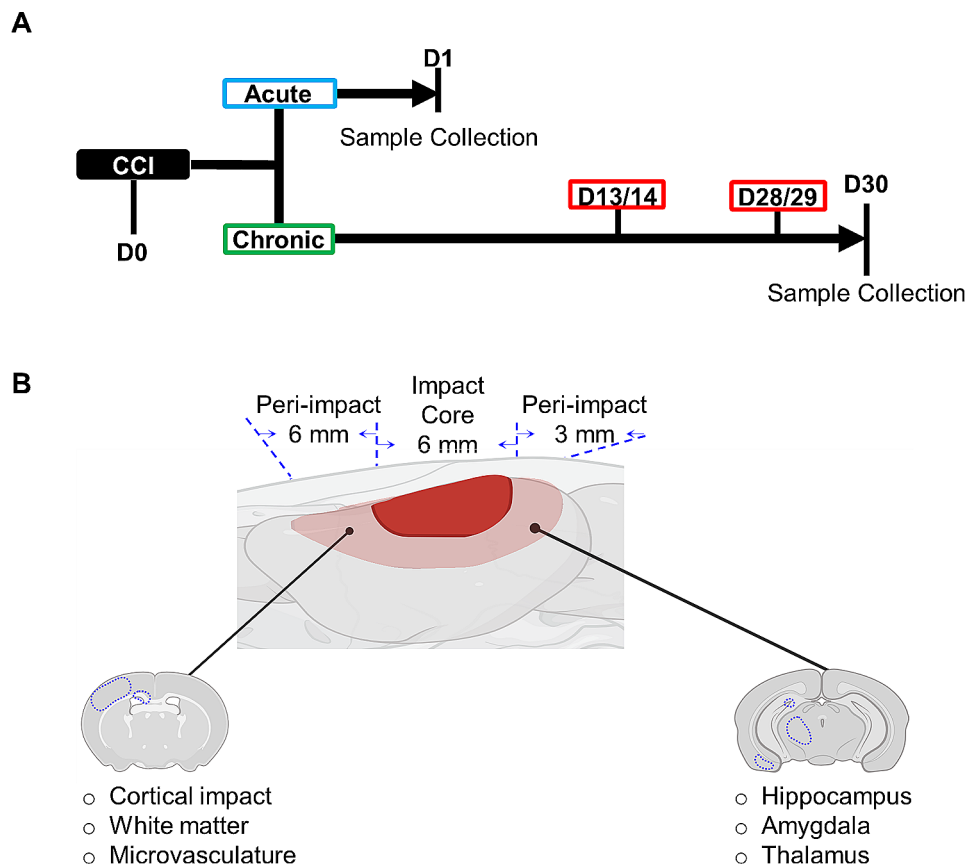 A
D1
Acute
Sample Collection
CCI
D13/14
D28/29
D30
D0
Chronic
Sample Collection
B
Peri-impact
6 mm
Impact
Core
6 mm
Peri-impact
3 mm
Cortical impact
White matter
Microvasculature
Hippocampus
Amygdala
Thalamus